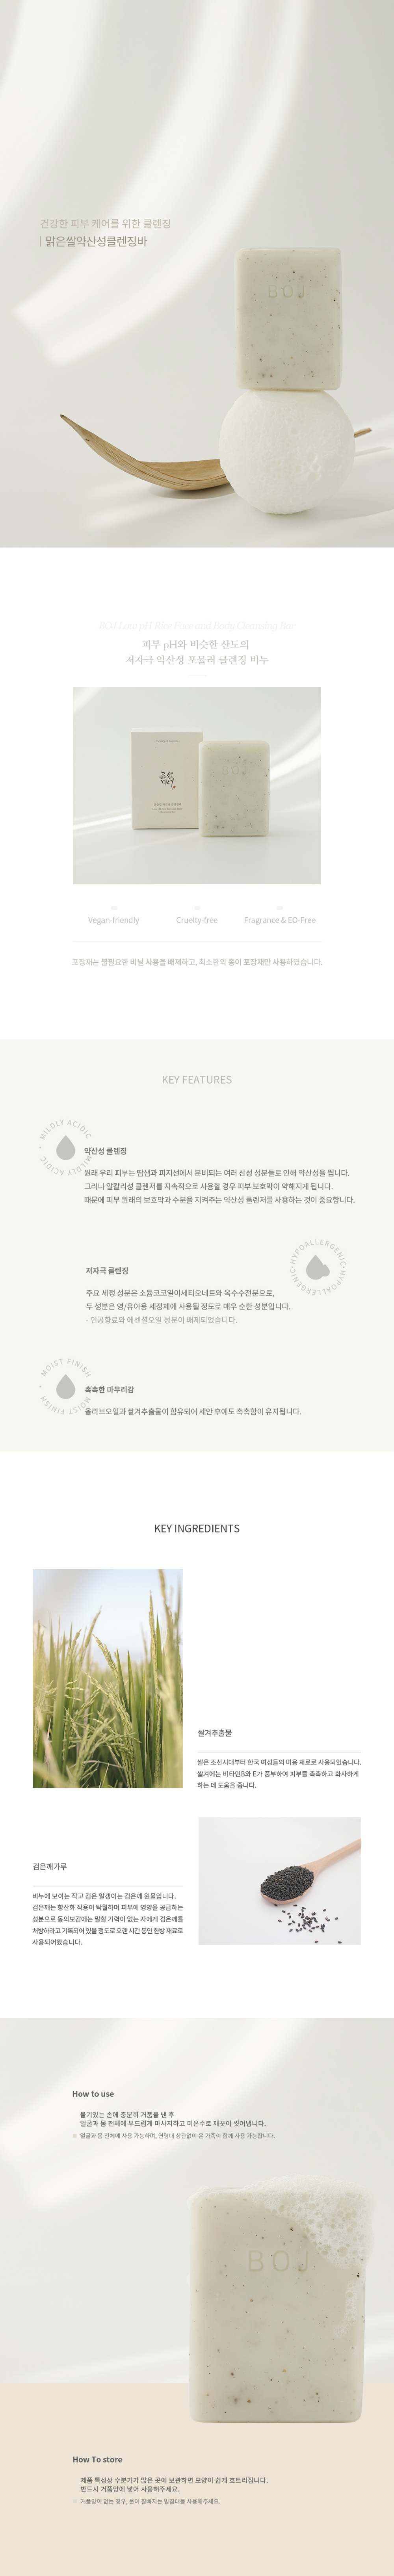 건강한 피부 케어를 위한 클렌징
맑은쌀약산성클렌징바
BOJ
BOJ Low pH Rice Face and Body Cleansing Bar
피부 pH와 비슷한 산도의
저자극 약산성 포뮬러 클렌징 비누
조선미녀
BOJ
Vegan-friendly
Cruelty-free
Fragrance & EO-Free
포장재는 불필요한 비닐 사용을 배제하고, 최소한의 종이 포장재만 사용하였습니다.
KEY FEATURES
MILDLY ACIDIC • MILDLY ACIDIC •
약산성 클렌징
원래 우리 피부는 땀샘과 피지선에서 분비되는 여러 산성 성분들로 인해 약산성을 띕니다.
그러나 알칼리성 클렌저를 지속적으로 사용할 경우 피부 보호막이 약해지게 됩니다.
때문에 피부 원래의 보호막과 수분을 지켜주는 약산성 클렌저를 사용하는 것이 중요합니다.
HYPOALLERGENIC • HYPOALLERGENIC •
저자극 클렌징
주요 세정 성분은 소듐코코일이세티오네트와 옥수수전분으로,
두 성분은 영/유아용 세정제에 사용될 정도로 매우 순한 성분입니다.
- 인공향료와 에센셜오일 성분이 배제되었습니다.
MOIST FINISH • MOIST FINISH •
촉촉한 마무리감
올리브오일과 쌀겨추출물이 함유되어 세안 후에도 촉촉함이 유지됩니다.
KEY INGREDIENTS
쌀겨추출물
쌀은 조선시대부터 한국 여성들의 미용 재료로 사용되었습니다.
쌀겨에는 비타민B와 E가 풍부하여 피부를 촉촉하고 화사하게
하는 데 도움을 줍니다.
검은깨가루
비누에 보이는 작고 검은 알갱이는 검은깨 원물입니다.
검은깨는 항산화 작용이 탁월하며 피부에 영양을 공급하는
성분으로 동의보감에는 말할 기력이 없는 자에게 검은깨를
처방하라고 기록되어 있을 정도로 오랜 시간 동안 한방 재료로
사용되어왔습니다.
How to use
물기있는 손에 충분히 거품을 낸 후
얼굴과 몸 전체에 부드럽게 마사지하고 미온수로 깨끗이 씻어냅니다.
※ 얼굴과 몸 전체에 사용 가능하며, 연령대 상관없이 온 가족이 함께 사용 가능합니다.
BOJ
How To store
제품 특성상 수분기가 많은 곳에 보관하면 모양이 쉽게 흐트러집니다.
반드시 거품망에 넣어 사용해주세요.
거품망이 없는 경우, 물이 잘빠지는 받침대를 사용해주세요.